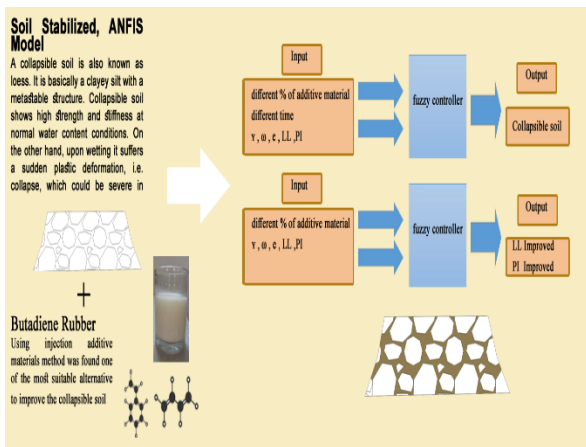 Soil Stabilized, ANFIS
Model
A collapsible soil is also known as
loess. It is basically a clayey silt with a
metastable structure. Collapsible soil
shows high strength and stiffness at
normal water content conditions. On
the other hand, upon wetting it suffers
a sudden plastic deformation, i.e.
collapse, which could be severe in
+
Butadiene Rubber
Using injection additive
materials method was found one
of the most suitable alternative
to improve the collapsible soil
Input
different % of additive material
different time
γ , ω , e , LL ,PI
fuzzy controller
Output
Collapsible soil
Input
different % of additive material
γ , ω , e , LL ,PI
fuzzy controller
Output
LL Improved
PI Improved